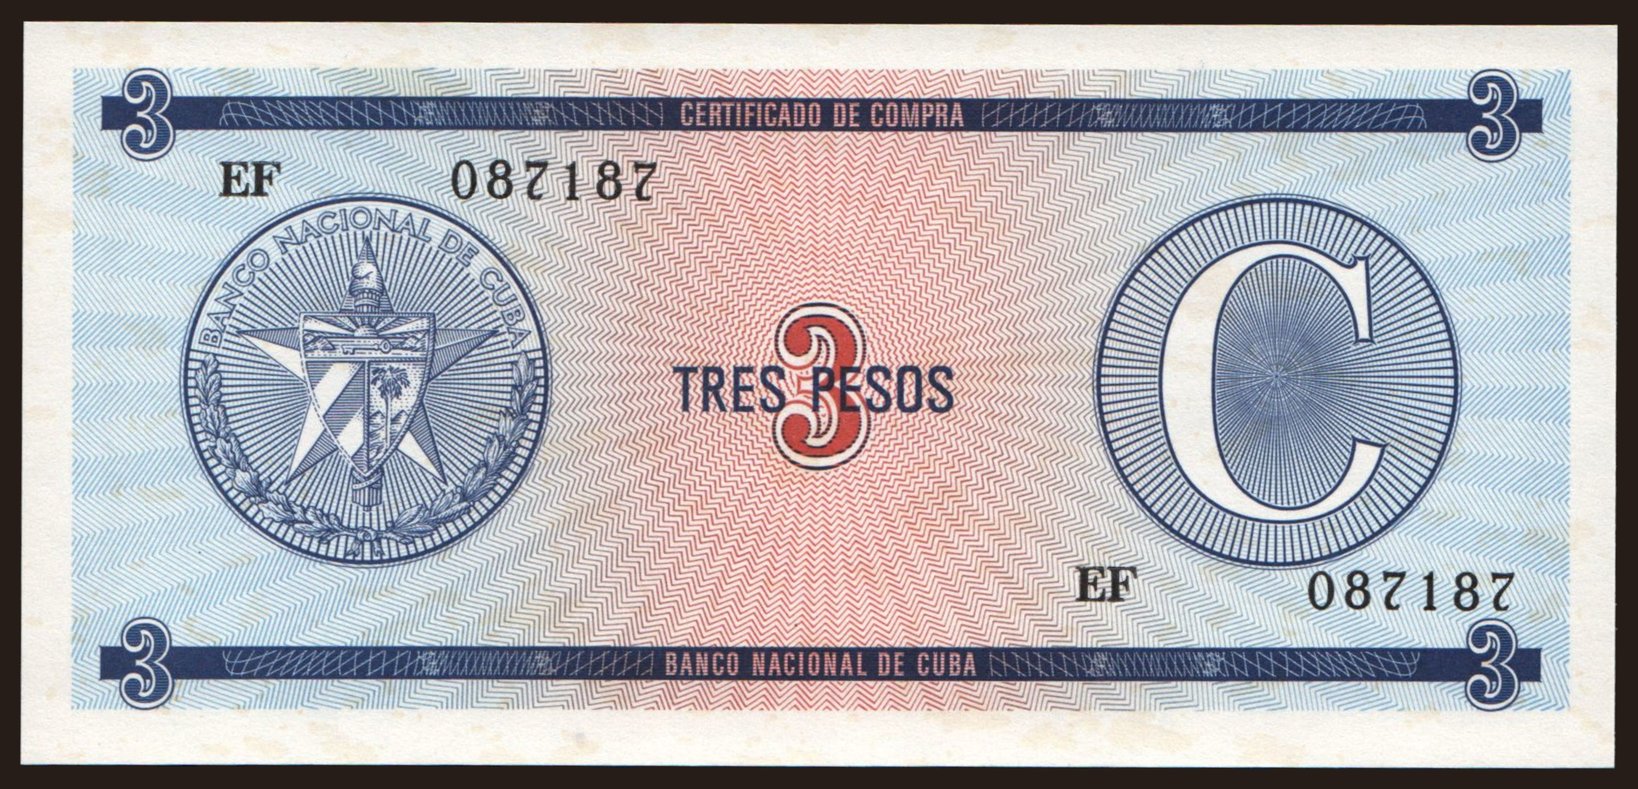 3 CERTIFICADO DE COMPRA 3
EF 087187
BANCO NACIONAL DE CUBA
C
3
TRES PESOS
EF 087187
3 BANCO NACIONAL DE CUBA 3